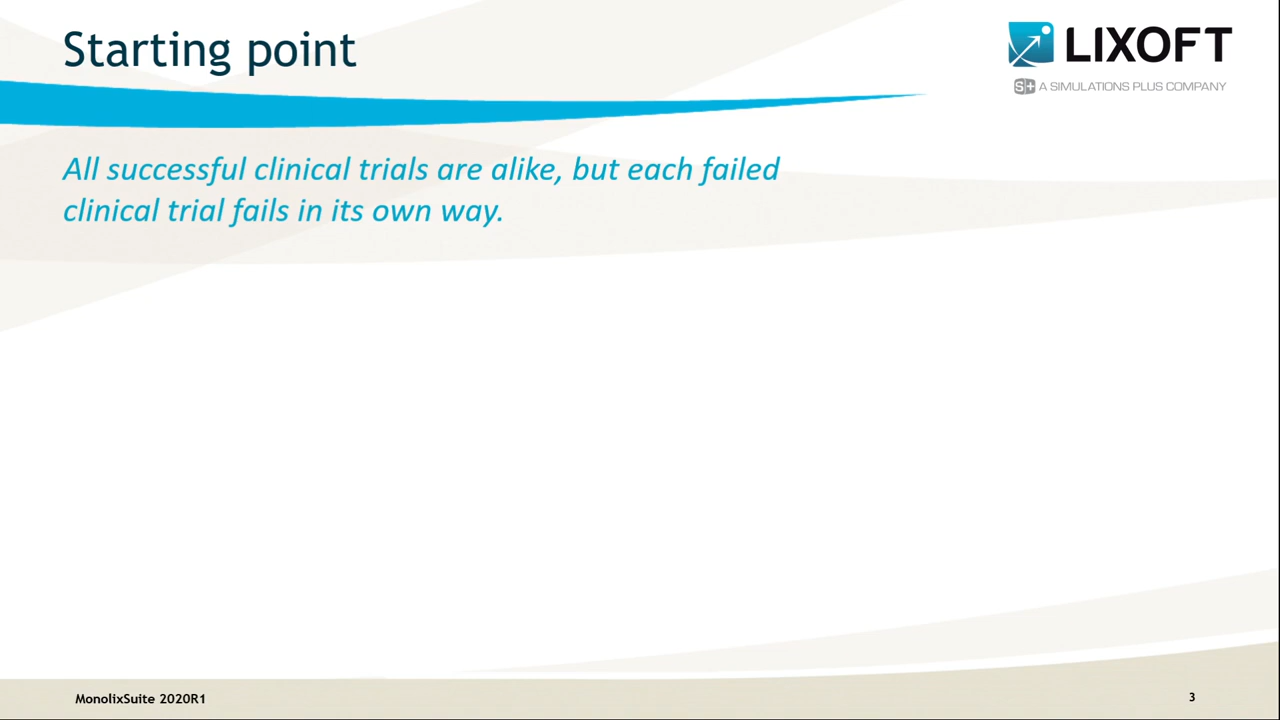 Starting point
LIXOFT
S+ A SIMULATIONS PLUS COMPANY
All successful clinical trials are alike, but each failed
clinical trial fails in its own way.
MonolixSuite 2020R1
3